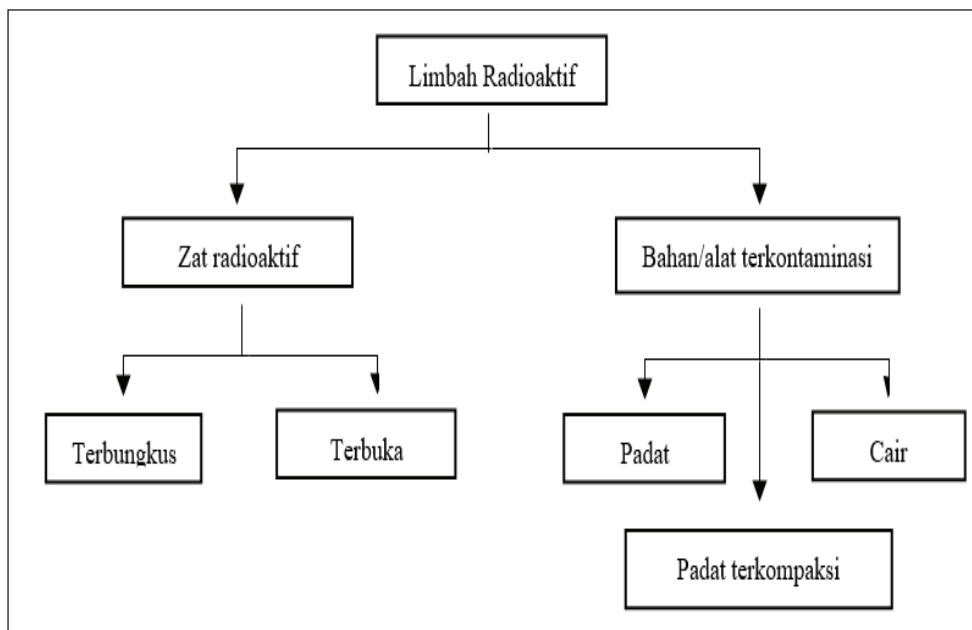 Limbah Radioaktif
Zat radioaktif
Bahan/alat terkontaminasi
Terbungkus
Terbuka
Padat
Cair
Padat terkompaksi